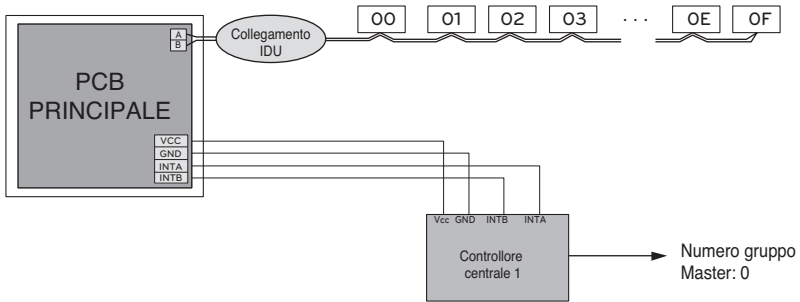 A
B
Collegamento
IDU
00
01
02
03
. . .
0E
0F
PCB
PRINCIPALE
VCC
GND
INTA
INTB
Vcc GND INTB INTA
Controllore
centrale 1
Numero gruppo
Master: 0